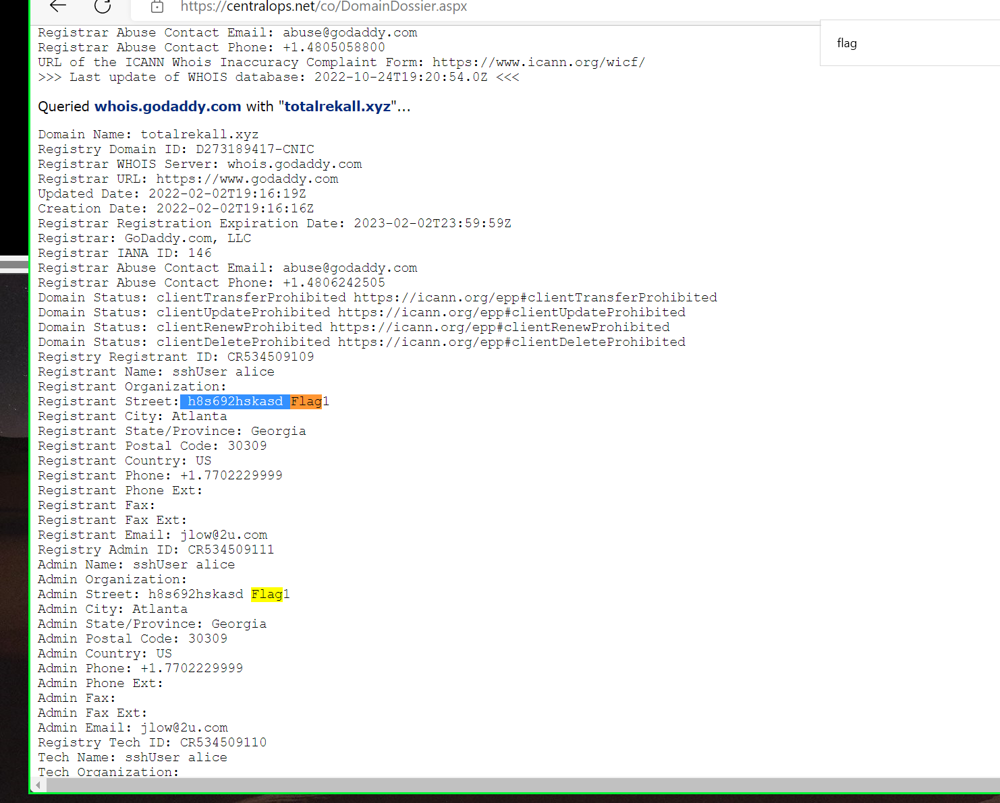 https://centralops.net/co/DomainDossier.aspx
flag
Registrar Abuse Contact Email: abuse@godaddy.com
Registrar Abuse Contact Phone: +1.4805058800
URL of the ICANN Whois Inaccuracy Complaint Form: https://www.icann.org/wicf/
>>> Last update of WHOIS database: 2022-10-24T19:20:54.0Z <<<
Queried whois.godaddy.com with "totalrekall.xyz"...
Domain Name: totalrekall.xyz
Registry Domain ID: D273189417-CNIC
Registrar WHOIS Server: whois.godaddy.com
Registrar URL: https://www.godaddy.com
Updated Date: 2022-02-02T19:16:19Z
Creation Date: 2022-02-02T19:16:16Z
Registrar Registration Expiration Date: 2023-02-02T23:59:59Z
Registrar: GoDaddy.com, LLC
Registrar IANA ID: 146
Registrar Abuse Contact Email: abuse@godaddy.com
Registrar Abuse Contact Phone: +1.4806242505
Domain Status: clientTransferProhibited https://icann.org/epp#clientTransferProhibited
Domain Status: clientUpdateProhibited https://icann.org/epp#clientUpdateProhibited
Domain Status: clientRenewProhibited https://icann.org/epp#clientRenewProhibited
Domain Status: clientDeleteProhibited https://icann.org/epp#clientDeleteProhibited
Registry Registrant ID: CR534509109
Registrant Name: sshUser alice
Registrant Organization:
Registrant Street: h8s692hskasd Flag1
Registrant City: Atlanta
Registrant State/Province: Georgia
Registrant Postal Code: 30309
Registrant Country: US
Registrant Phone: +1.7702229999
Registrant Phone Ext:
Registrant Fax:
Registrant Fax Ext:
Registrant Email: jlow@2u.com
Registry Admin ID: CR534509111
Admin Name: sshUser alice
Admin Organization:
Admin Street: h8s692hskasd Flag1
Admin City: Atlanta
Admin State/Province: Georgia
Admin Postal Code: 30309
Admin Country: US
Admin Phone: +1.7702229999
Admin Phone Ext:
Admin Fax:
Admin Fax Ext:
Admin Email: jlow@2u.com
Registry Tech ID: CR534509110
Tech Name: sshUser alice
Tech Organization: